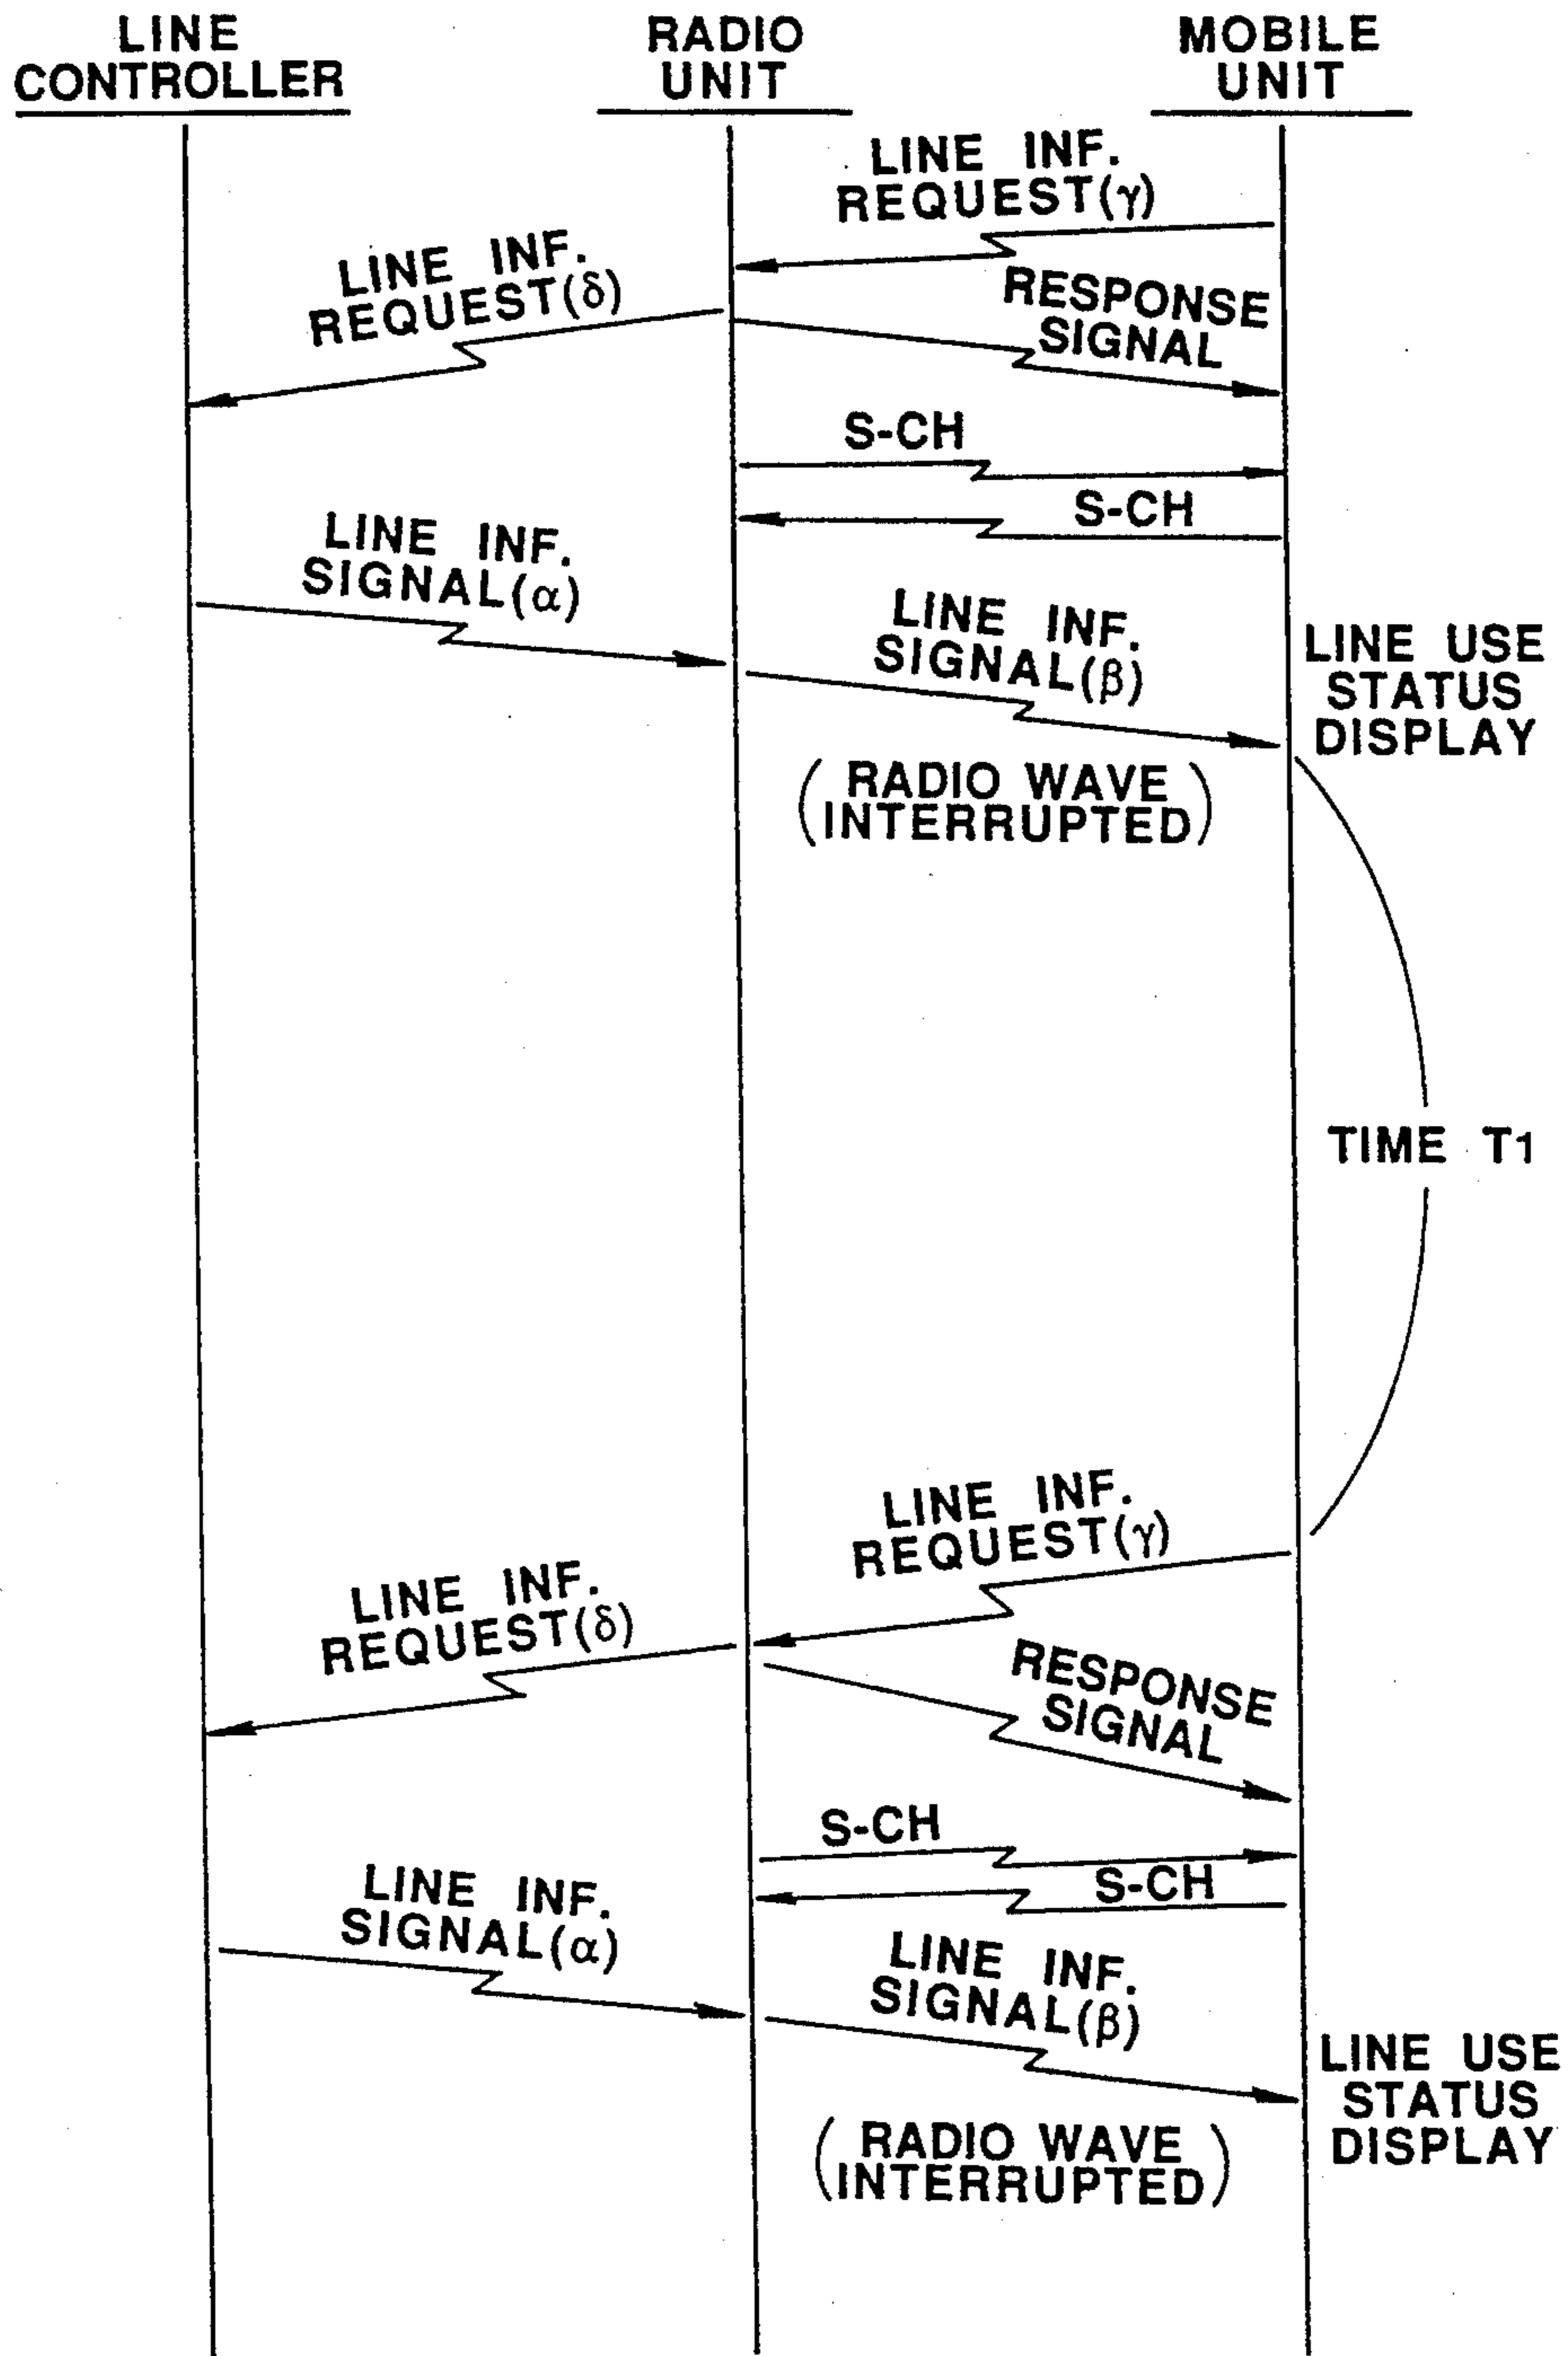 LINE
CONTROLLER
RADIO
UNIT
MOBILE
UNIT
LINE INF.
REQUEST(γ)
LINE INF.
REQUEST(δ)
RESPONSE
SIGNAL
S-CH
S-CH
LINE INF.
SIGNAL(α)
LINE INF.
SIGNAL(β)
LINE USE
STATUS
DISPLAY
(RADIO WAVE
INTERRUPTED)
TIME T1
LINE INF.
REQUEST(γ)
LINE INF.
REQUEST(δ)
RESPONSE
SIGNAL
S-CH
S-CH
LINE INF.
SIGNAL(α)
LINE INF.
SIGNAL(β)
LINE USE
STATUS
DISPLAY
(RADIO WAVE
INTERRUPTED)